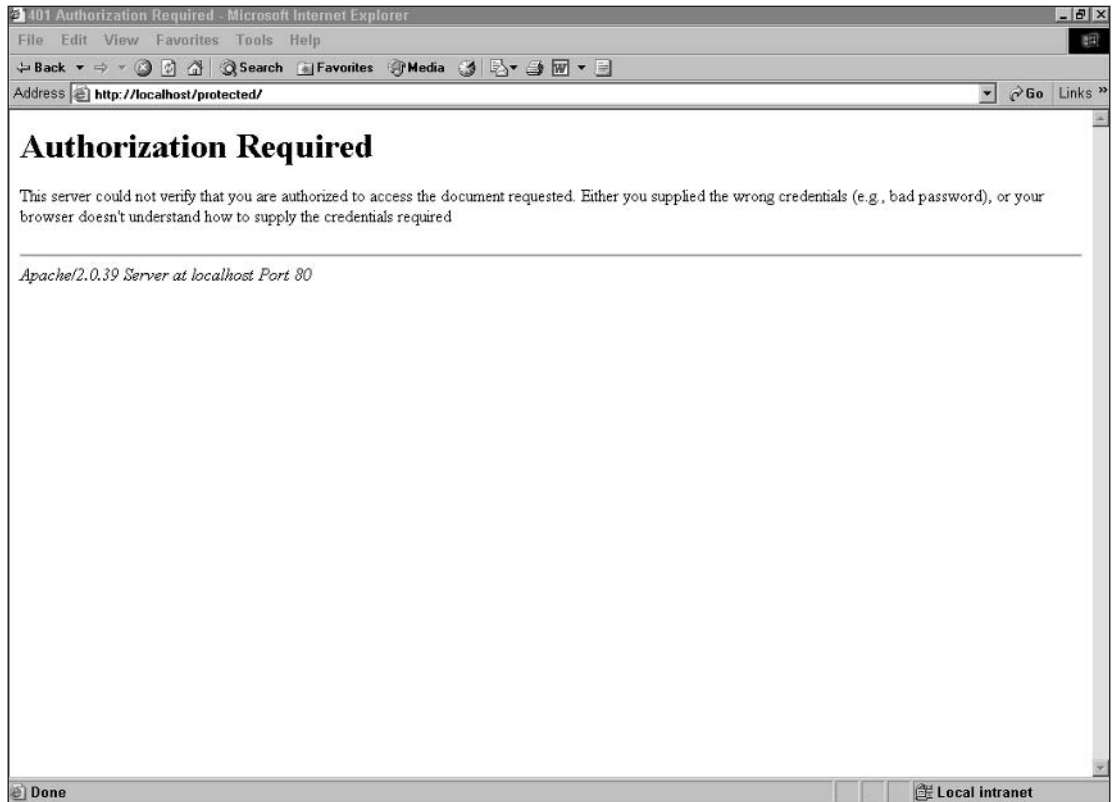 401 Authorization Required - Microsoft Internet Explorer
File Edit View Favorites Tools Help
Back Search Favorites Media W
Address http://localhost/protected/ Go Links »
Authorization Required
This server could not verify that you are authorized to access the document requested. Either you supplied the wrong credentials (e.g., bad password), or your
browser doesn't understand how to supply the credentials required
Apache/2.0.39 Server at localhost Port 80
Done Local intranet